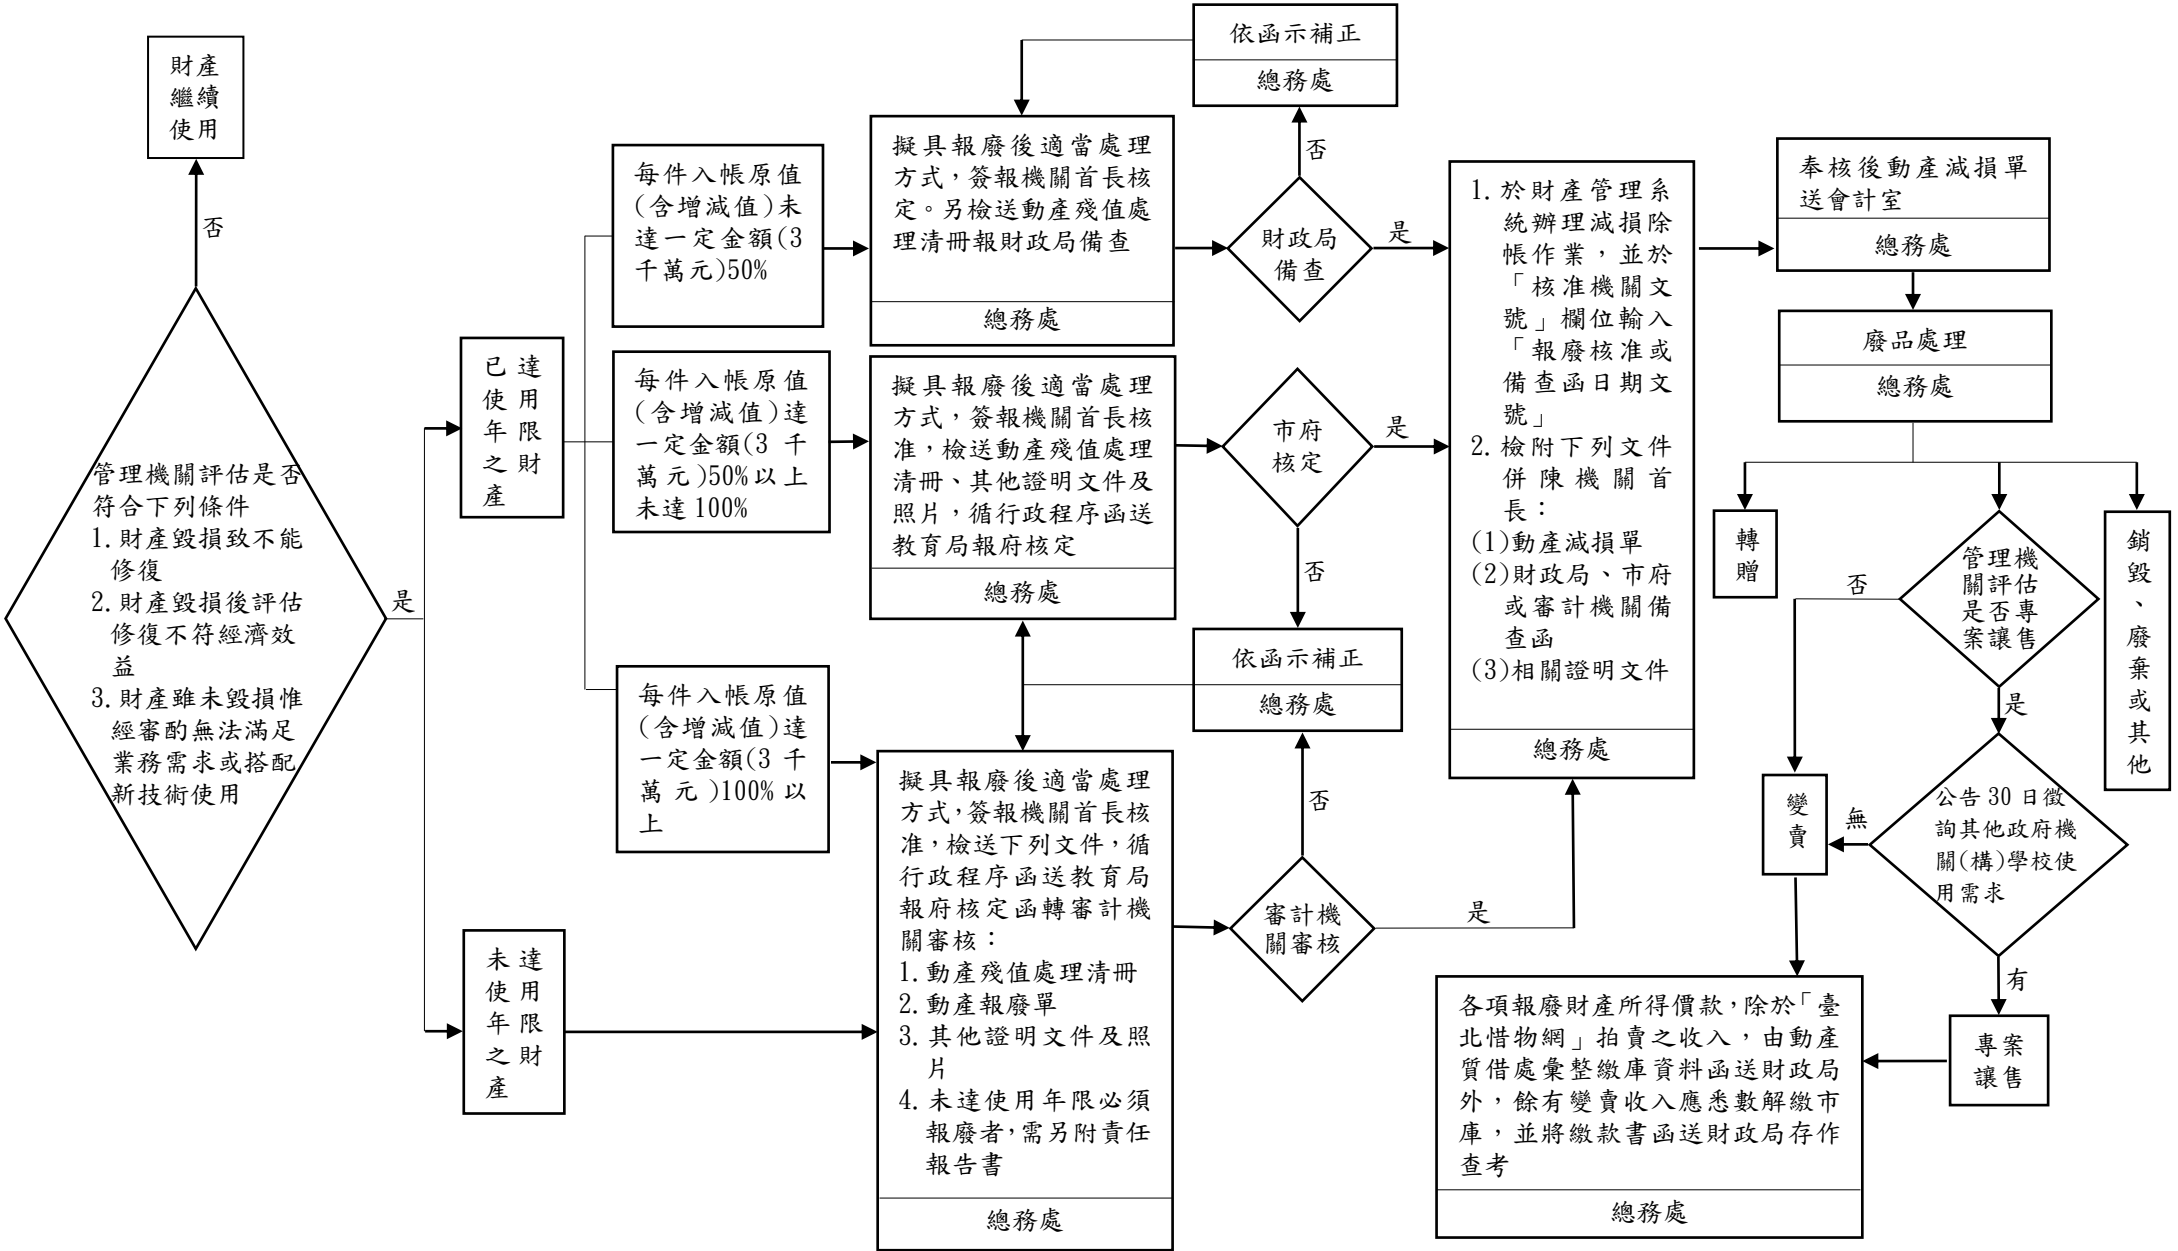 財產
繼續
使用
否
管理機關評估是否
符合下列條件
1.財產毀損致不能
修復
2.財產毀損後評估
修復不符經濟效
益
3.財產雖未毀損惟
經審酌無法滿足
業務需求或搭配
新技術使用
是
已達
使用
年限
之財
產
未達
使用
年限
之財
產
每件入帳原值
(含增減值)未
達一定金額(3
千萬元)50%
每件入帳原值
(含增減值)達
一定金額(3 千
萬元)50%以上
未達 100%
每件入帳原值
(含增減值)達
一定金額(3 千
萬元)100%以
上
依函示補正
總務處
擬具報廢後適當處理
方式，簽報機關首長核
定。另檢送動產殘值處
理清冊報財政局備查
總務處
否
財政局
備查
是
擬具報廢後適當處理
方式，簽報機關首長核
准，檢送動產殘值處理
清冊、其他證明文件及
照片，循行政程序函送
教育局報府核定
總務處
市府
核定
是
否
依函示補正
總務處
擬具報廢後適當處理
方式，簽報機關首長核
准，檢送下列文件，循
行政程序函送教育局
報府核定函轉審計機
關審核：
1.動產殘值處理清冊
2.動產報廢單
3.其他證明文件及照
片
4.未達使用年限必須
報廢者，需另附責任
報告書
總務處
否
審計機
關審核
是
1.於財產管理系
統辦理減損除
帳作業，並於
「核准機關文
號」欄位輸入
「報廢核准或
備查函日期文
號」
2.檢附下列文件
併陳機關首
長：
(1)動產減損單
(2)財政局、市府
或審計機關備
查函
(3)相關證明文件
總務處
奉核後動產減損單
送會計室
總務處
廢品處理
總務處
轉
贈
管理機
關評估
是否專
案讓售
否
是
銷
毀
、
廢
棄
或
其
他
變
賣
無
公告 30 日徵
詢其他政府機
關(構)學校使
用需求
有
專案
讓售
各項報廢財產所得價款，除於「臺
北惜物網」拍賣之收入，由動產
質借處彙整繳庫資料函送財政局
外，餘有變賣收入應悉數解繳市
庫，並將繳款書函送財政局存作
查考
總務處